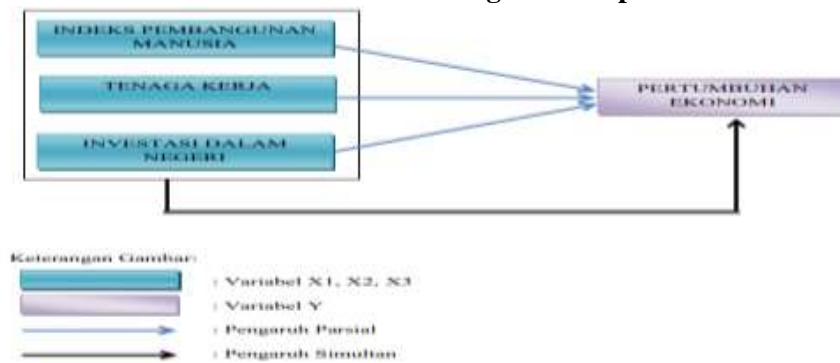 INDEKS PEMBANGUNAN
MANUSIA
TENAGA KERJA
INVESTASI DALAM
NEGERI
PERTUMBUHAN
EKONOMI
Keterangan Gambar:
: Variabel X1, X2, X3
: Variabel Y
: Pengaruh Parsial
: Pengaruh Simultan